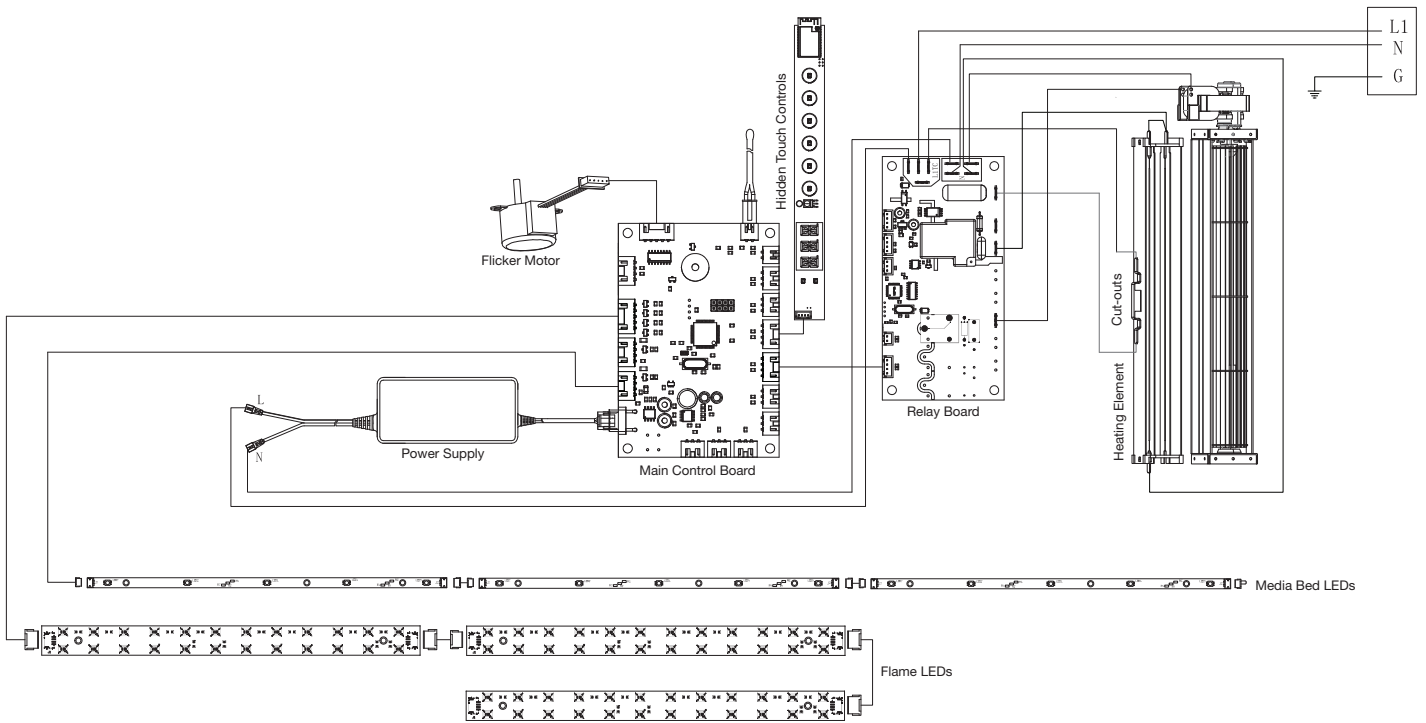 L1
N
G
Hidden Touch Controls
Flicker Motor
Cut-outs
Heating Element
Relay Board
L
N
Power Supply
Main Control Board
Media Bed LEDs
Flame LEDs